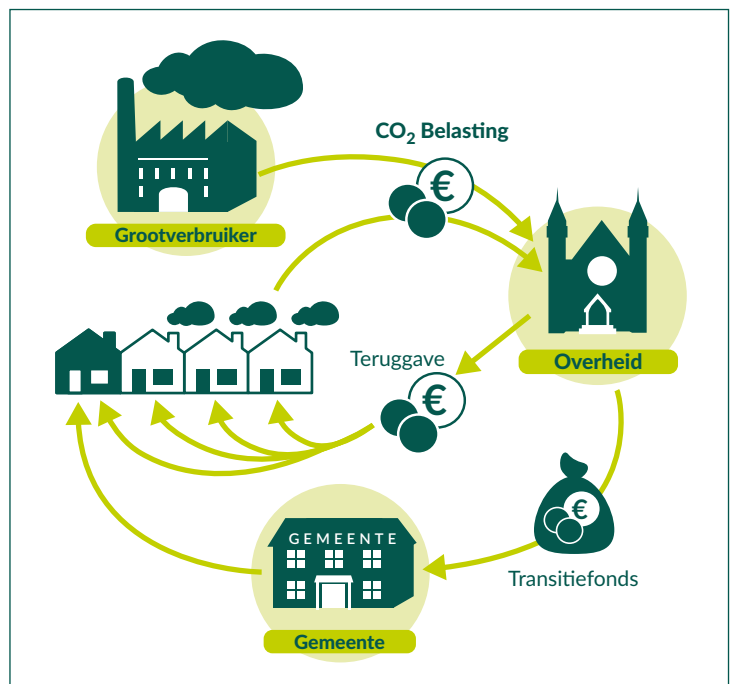 CO₂ Belasting
€
Grootverbruiker
Overheid
Teruggave
€
€
GEMEENTE
Transitiefonds
Gemeente